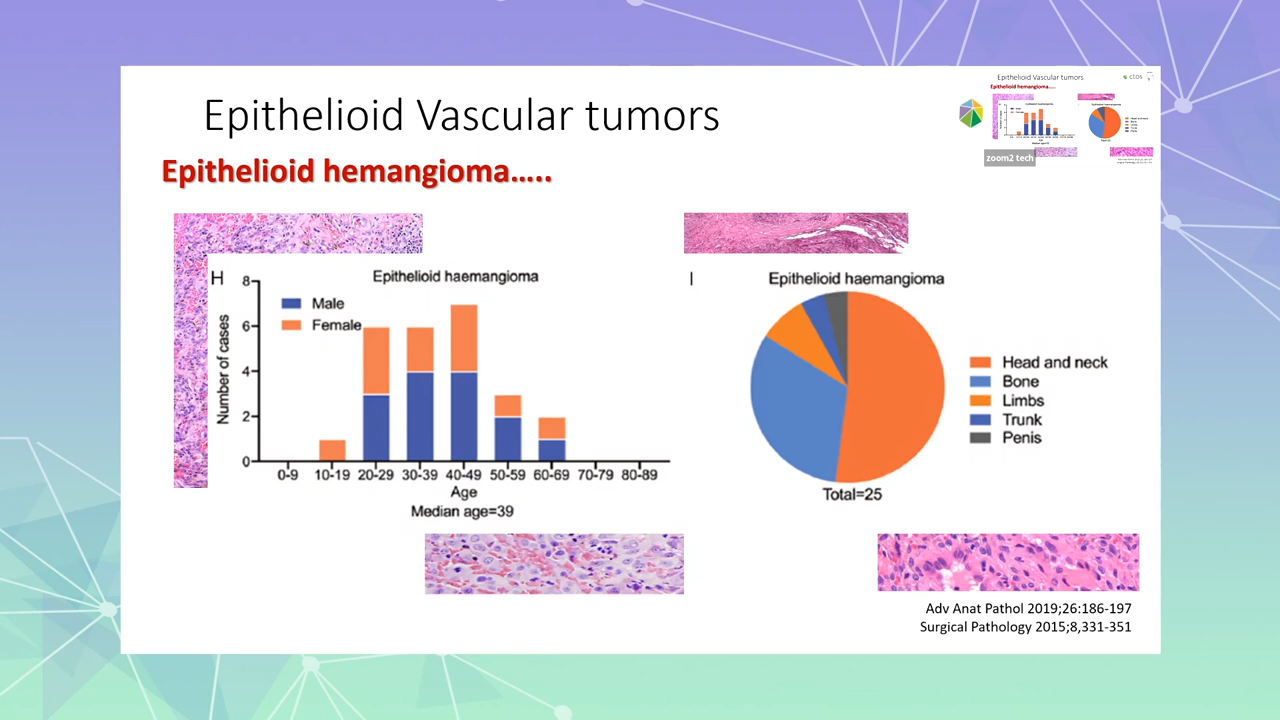 Epithelioid Vascular tumors
Epithelioid hemangioma.....
Epithelioid Vascular tumors
Epithelioid hemangioma.....
ctos
zoom2 tech
H
Epithelioid haemangioma
Male
Female
Number of cases
8
6
4
2
0
0-9 10-19 20-29 30-39 40-49 50-59 60-69 70-79 80-89
Age
Median age=39
I
Epithelioid haemangioma
Head and neck
Bone
Limbs
Trunk
Penis
Total=25
Adv Anat Pathol 2019;26:186-197
Surgical Pathology 2015;8,331-351